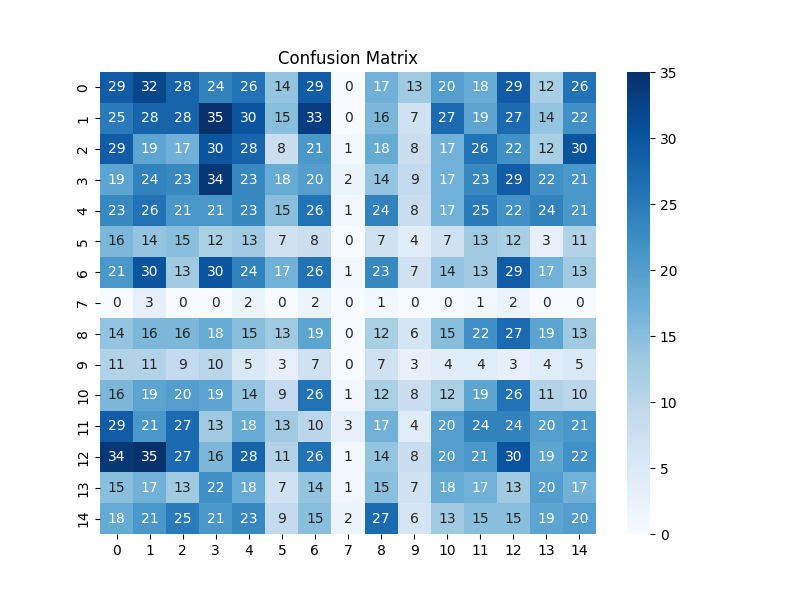 Confusion Matrix
0 29 32 28 24 26 14 29 0 17 13 20 18 29 12 26
1 25 28 28 35 30 15 33 0 16 7 27 19 27 14 22
2 29 19 17 30 28 8 21 1 18 8 17 26 22 12 30
3 19 24 23 34 23 18 20 2 14 9 17 23 29 22 21
4 23 26 21 21 23 15 26 1 24 8 17 25 22 24 21
5 16 14 15 12 13 7 8 0 7 4 7 13 12 3 11
6 21 30 13 30 24 17 26 1 23 7 14 13 29 17 13
7 0 3 0 0 2 0 2 0 1 0 0 1 2 0 0
8 14 16 16 18 15 13 19 0 12 6 15 22 27 19 13
9 11 11 9 10 5 3 7 0 7 3 4 4 3 4 5
10 16 19 20 19 14 9 26 1 12 8 12 19 26 11 10
11 29 21 27 13 18 13 10 3 17 4 20 24 24 20 21
12 34 35 27 16 28 11 26 1 14 8 20 21 30 19 22
13 15 17 13 22 18 7 14 1 15 7 18 17 13 20 17
14 18 21 25 21 23 9 15 2 27 6 13 15 15 19 20
0 1 2 3 4 5 6 7 8 9 10 11 12 13 14
35
30
25
20
15
10
5
0